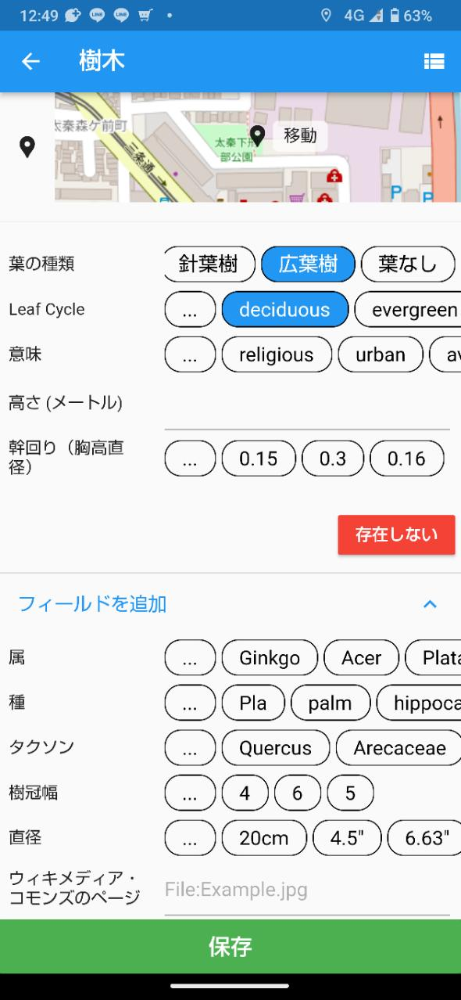 12:49 4G 63%
樹木
太秦森ケ前町
三条通
太秦下刑
部公園
移動
P P
葉の種類 針葉樹 広葉樹 葉なし
Leaf Cycle ... deciduous evergreen
意味 ... religious urban av
高さ (メートル)
幹回り（胸高直
径） ... 0.15 0.3 0.16
存在しない
フィールドを追加
属 ... Ginkgo Acer Plata
種 ... Pla palm hippoca
タクソン ... Quercus Arecaceae
樹冠幅 ... 4 6 5
直径 ... 20cm 4.5" 6.63"
ウィキメディア・
コモンズのページ File:Example.jpg
保存